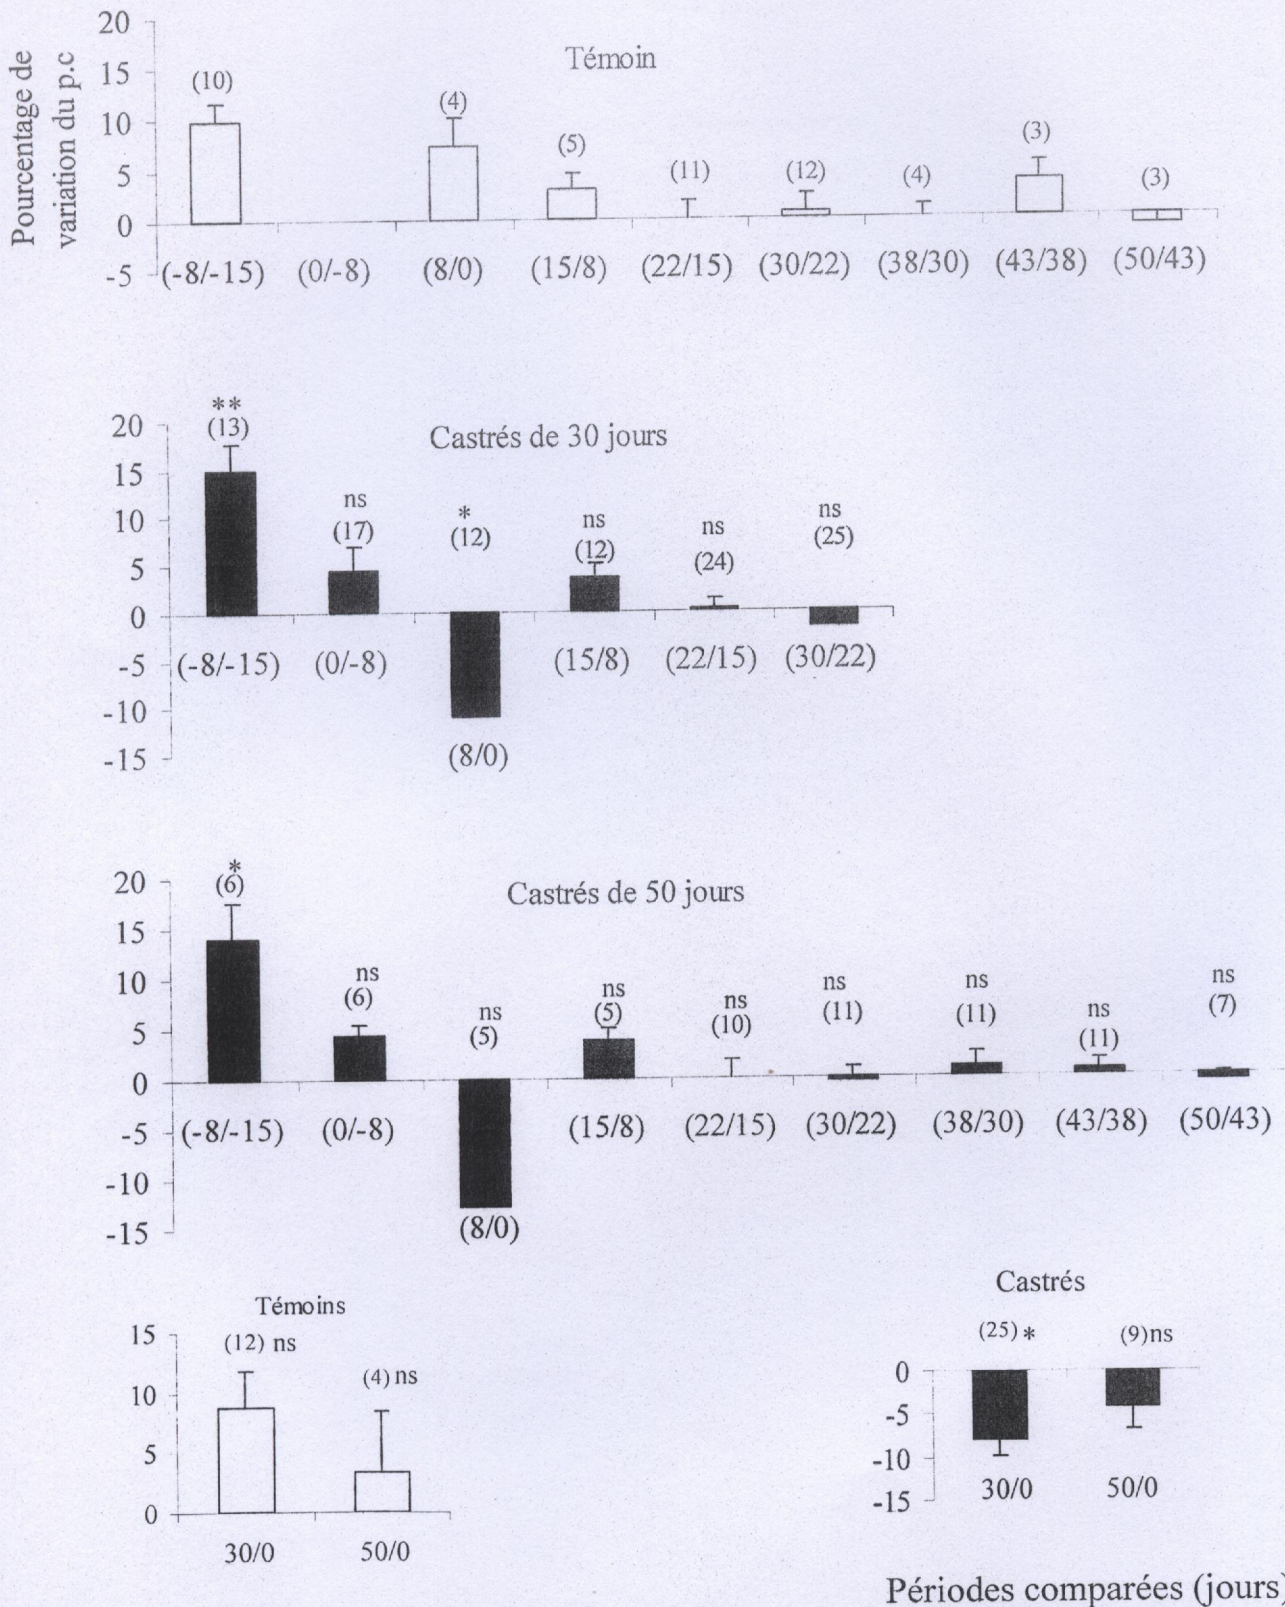 Pourcentage de
variation du p.c
Témoin
20
15
10
5
0
-5
(10)
(4)
(5)
(11)
(12)
(4)
(3)
(3)
(-8/-15) (0/-8) (8/0) (15/8) (22/15) (30/22) (38/30) (43/38) (50/43)
Castrés de 30 jours
20
15
10
5
0
-5
-10
-15
**
(13)
ns
(17)
*
(12)
ns
(12)
ns
(24)
ns
(25)
(-8/-15) (0/-8) (15/8) (22/15) (30/22)
(8/0)
Castrés de 50 jours
20
15
10
5
0
-5
-10
-15
*
(6)
ns
(6)
ns
(5)
ns
(5)
ns
(10)
ns
(11)
ns
(11)
ns
(11)
ns
(7)
(-8/-15) (0/-8) (15/8) (22/15) (30/22) (38/30) (43/38) (50/43)
(8/0)
Témoins
15
10
5
0
(12) ns
(4) ns
30/0 50/0
Castrés
(25) * (9)ns
0
-5
-10
-15
30/0 50/0
Périodes comparées (jours)